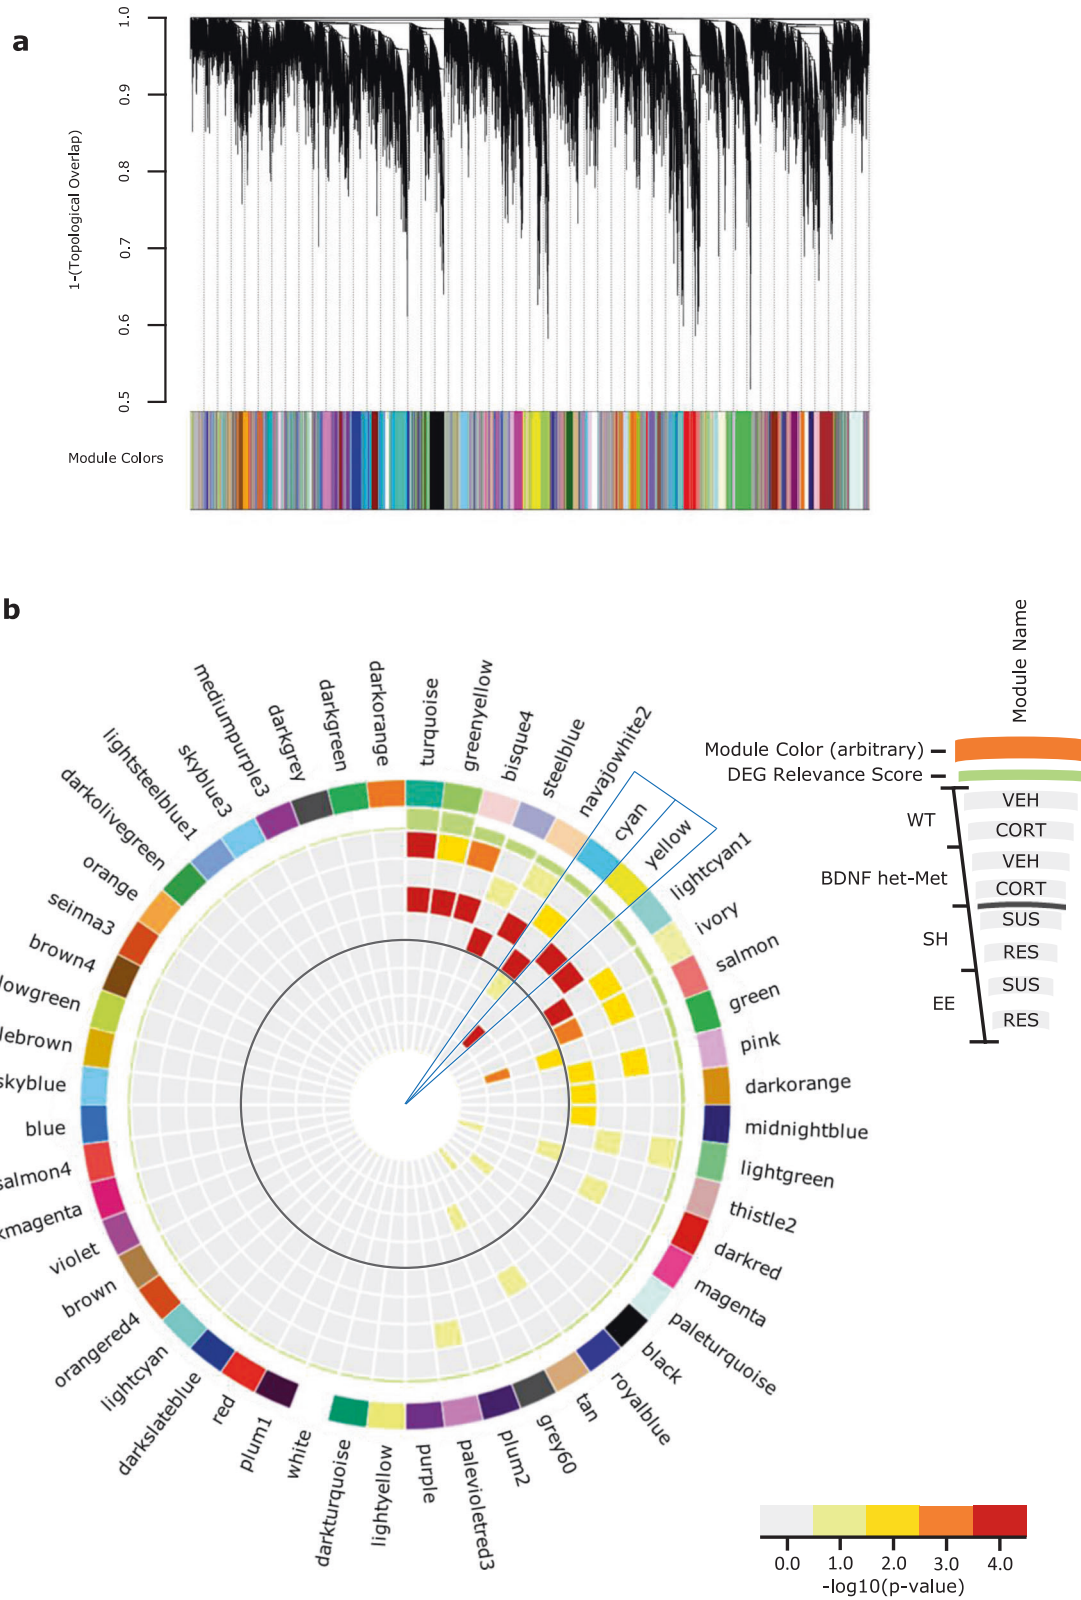 a
1.0
0.9
0.8
0.7
0.6
0.5
1-(Topological Overlap)
Module Colors
b
turquoise
greenyellow
bisque4
steelblue
navajowhite2
cyan
yellow
lightcyan1
ivory
salmon
green
pink
darkorange
midnightblue
lightgreen
thistle2
darkred
magenta
paleturquoise
black
royalblue
tan
grey60
plum2
palevioletred3
purple
lightyellow
darkturquoise
white
plum1
red
darkslateblue
lightcyan
orangered4
brown
violet
kmagenta
salmon4
blue
skyblue
lebrown
lowgreen
brown4
seinna3
orange
darkolivegreen
lightsteelblue1
skyblue3
mediumpurple3
darkgrey
darkgreen
darkorange
Module Name
Module Color (arbitrary)
DEG Relevance Score
WT
VEH
CORT
BDNF het-Met
VEH
CORT
SH
SUS
RES
EE
SUS
RES
0.0 1.0 2.0 3.0 4.0
-log10(p-value)